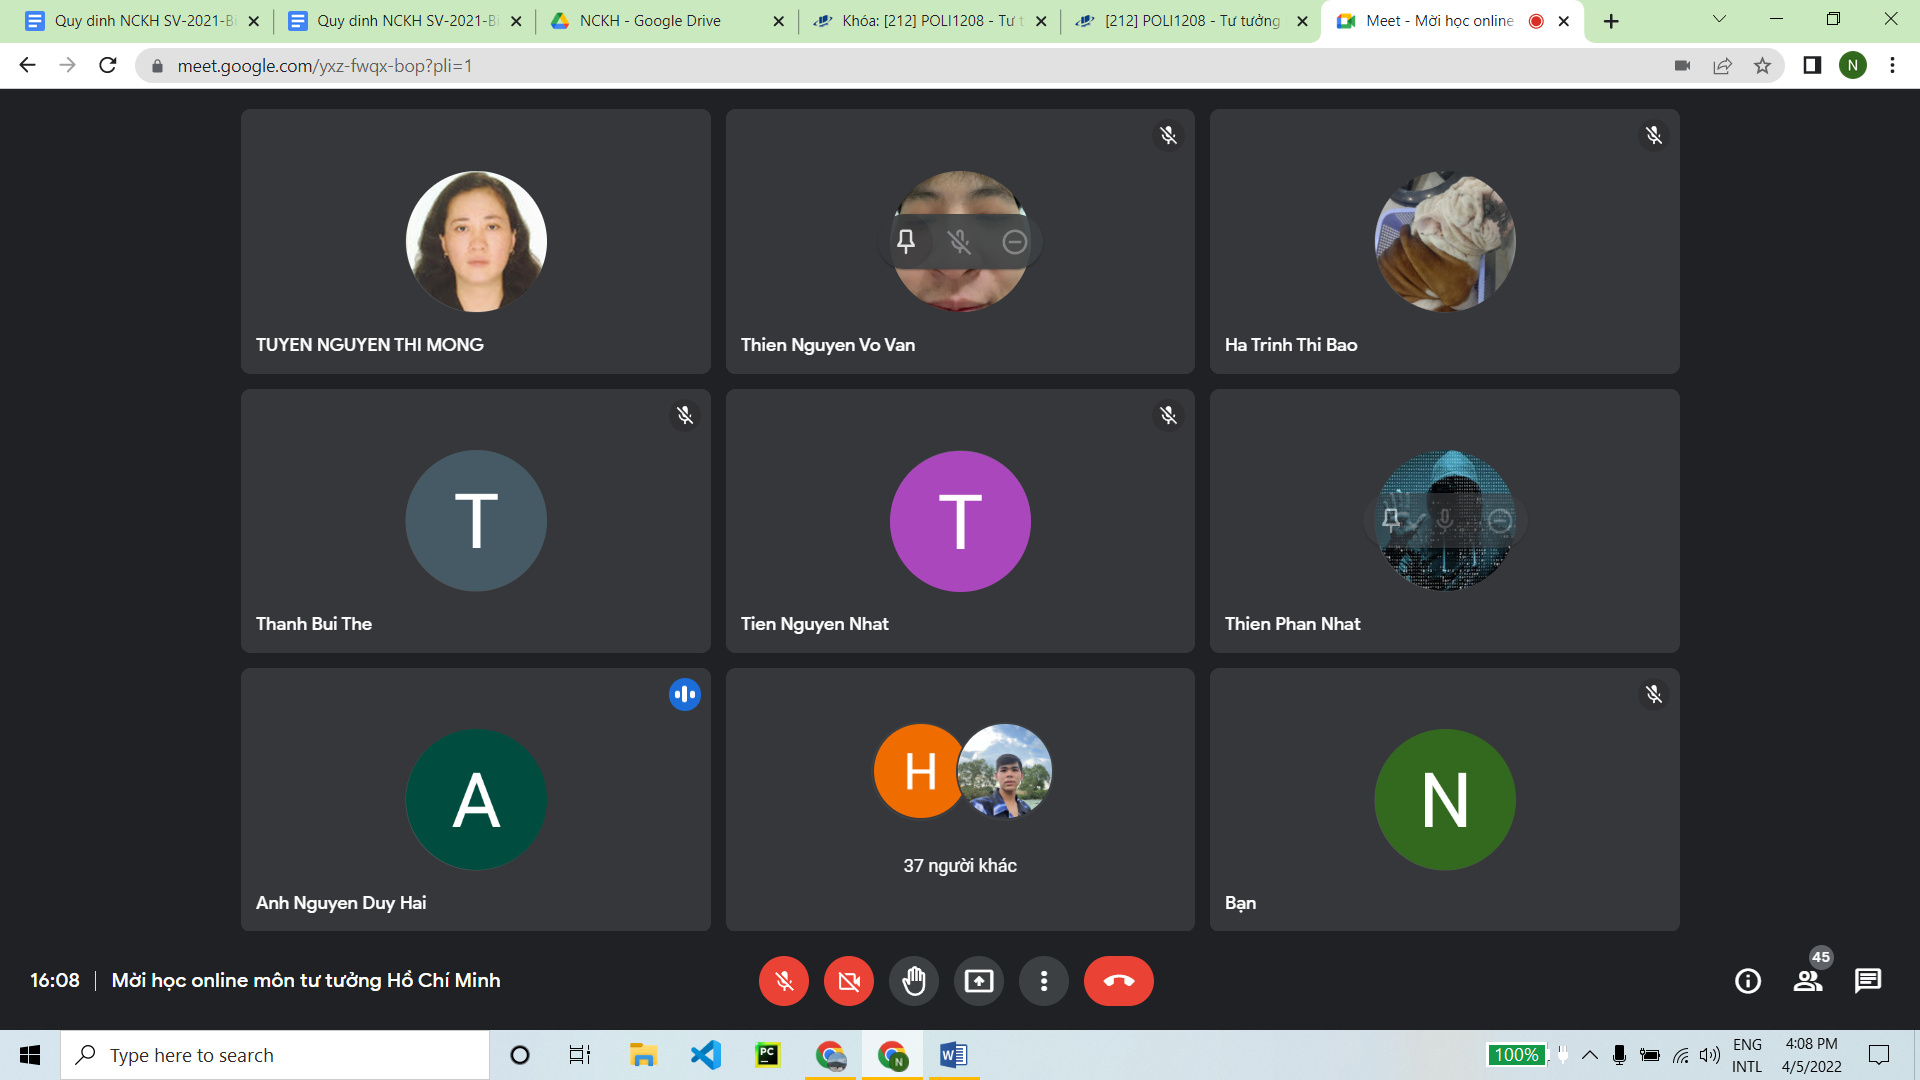 Quy dinh NCKH SV-2021-Bi
Quy dinh NCKH SV-2021-Bi
NCKH - Google Drive
Khóa: [212] POLI1208 - Tư t
[212] POLI1208 - Tư tưởng
Meet - Mời học online
meet.google.com/yxz-fwqx-bop?pli=1
N
TUYEN NGUYEN THI MONG
Thien Nguyen Vo Van
Ha Trinh Thi Bao
T
T
Thanh Bui The
Tien Nguyen Nhat
Thien Phan Nhat
A
H
N
37 người khác
Anh Nguyen Duy Hai
Bạn
16:08
Mời học online môn tư tưởng Hồ Chí Minh
45
Type here to search
PC
N
W
100%
ENG
INTL
4:08 PM
4/5/2022